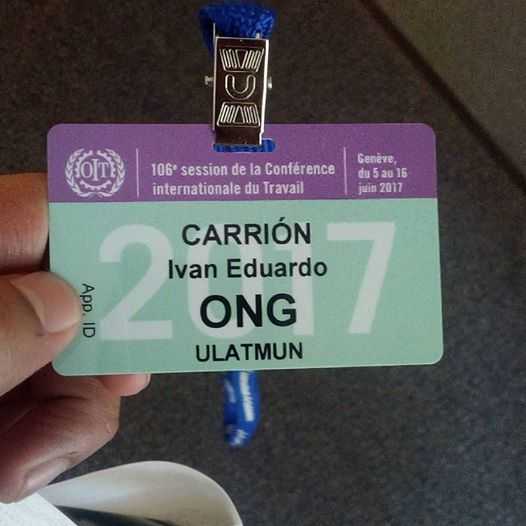 OIT
106e session de la Conférence
internationale du Travail
Genève,
du 5 au 16
juin 2017
2017
CARRIÓN
Ivan Eduardo
ONG
ULATMUN
App. ID